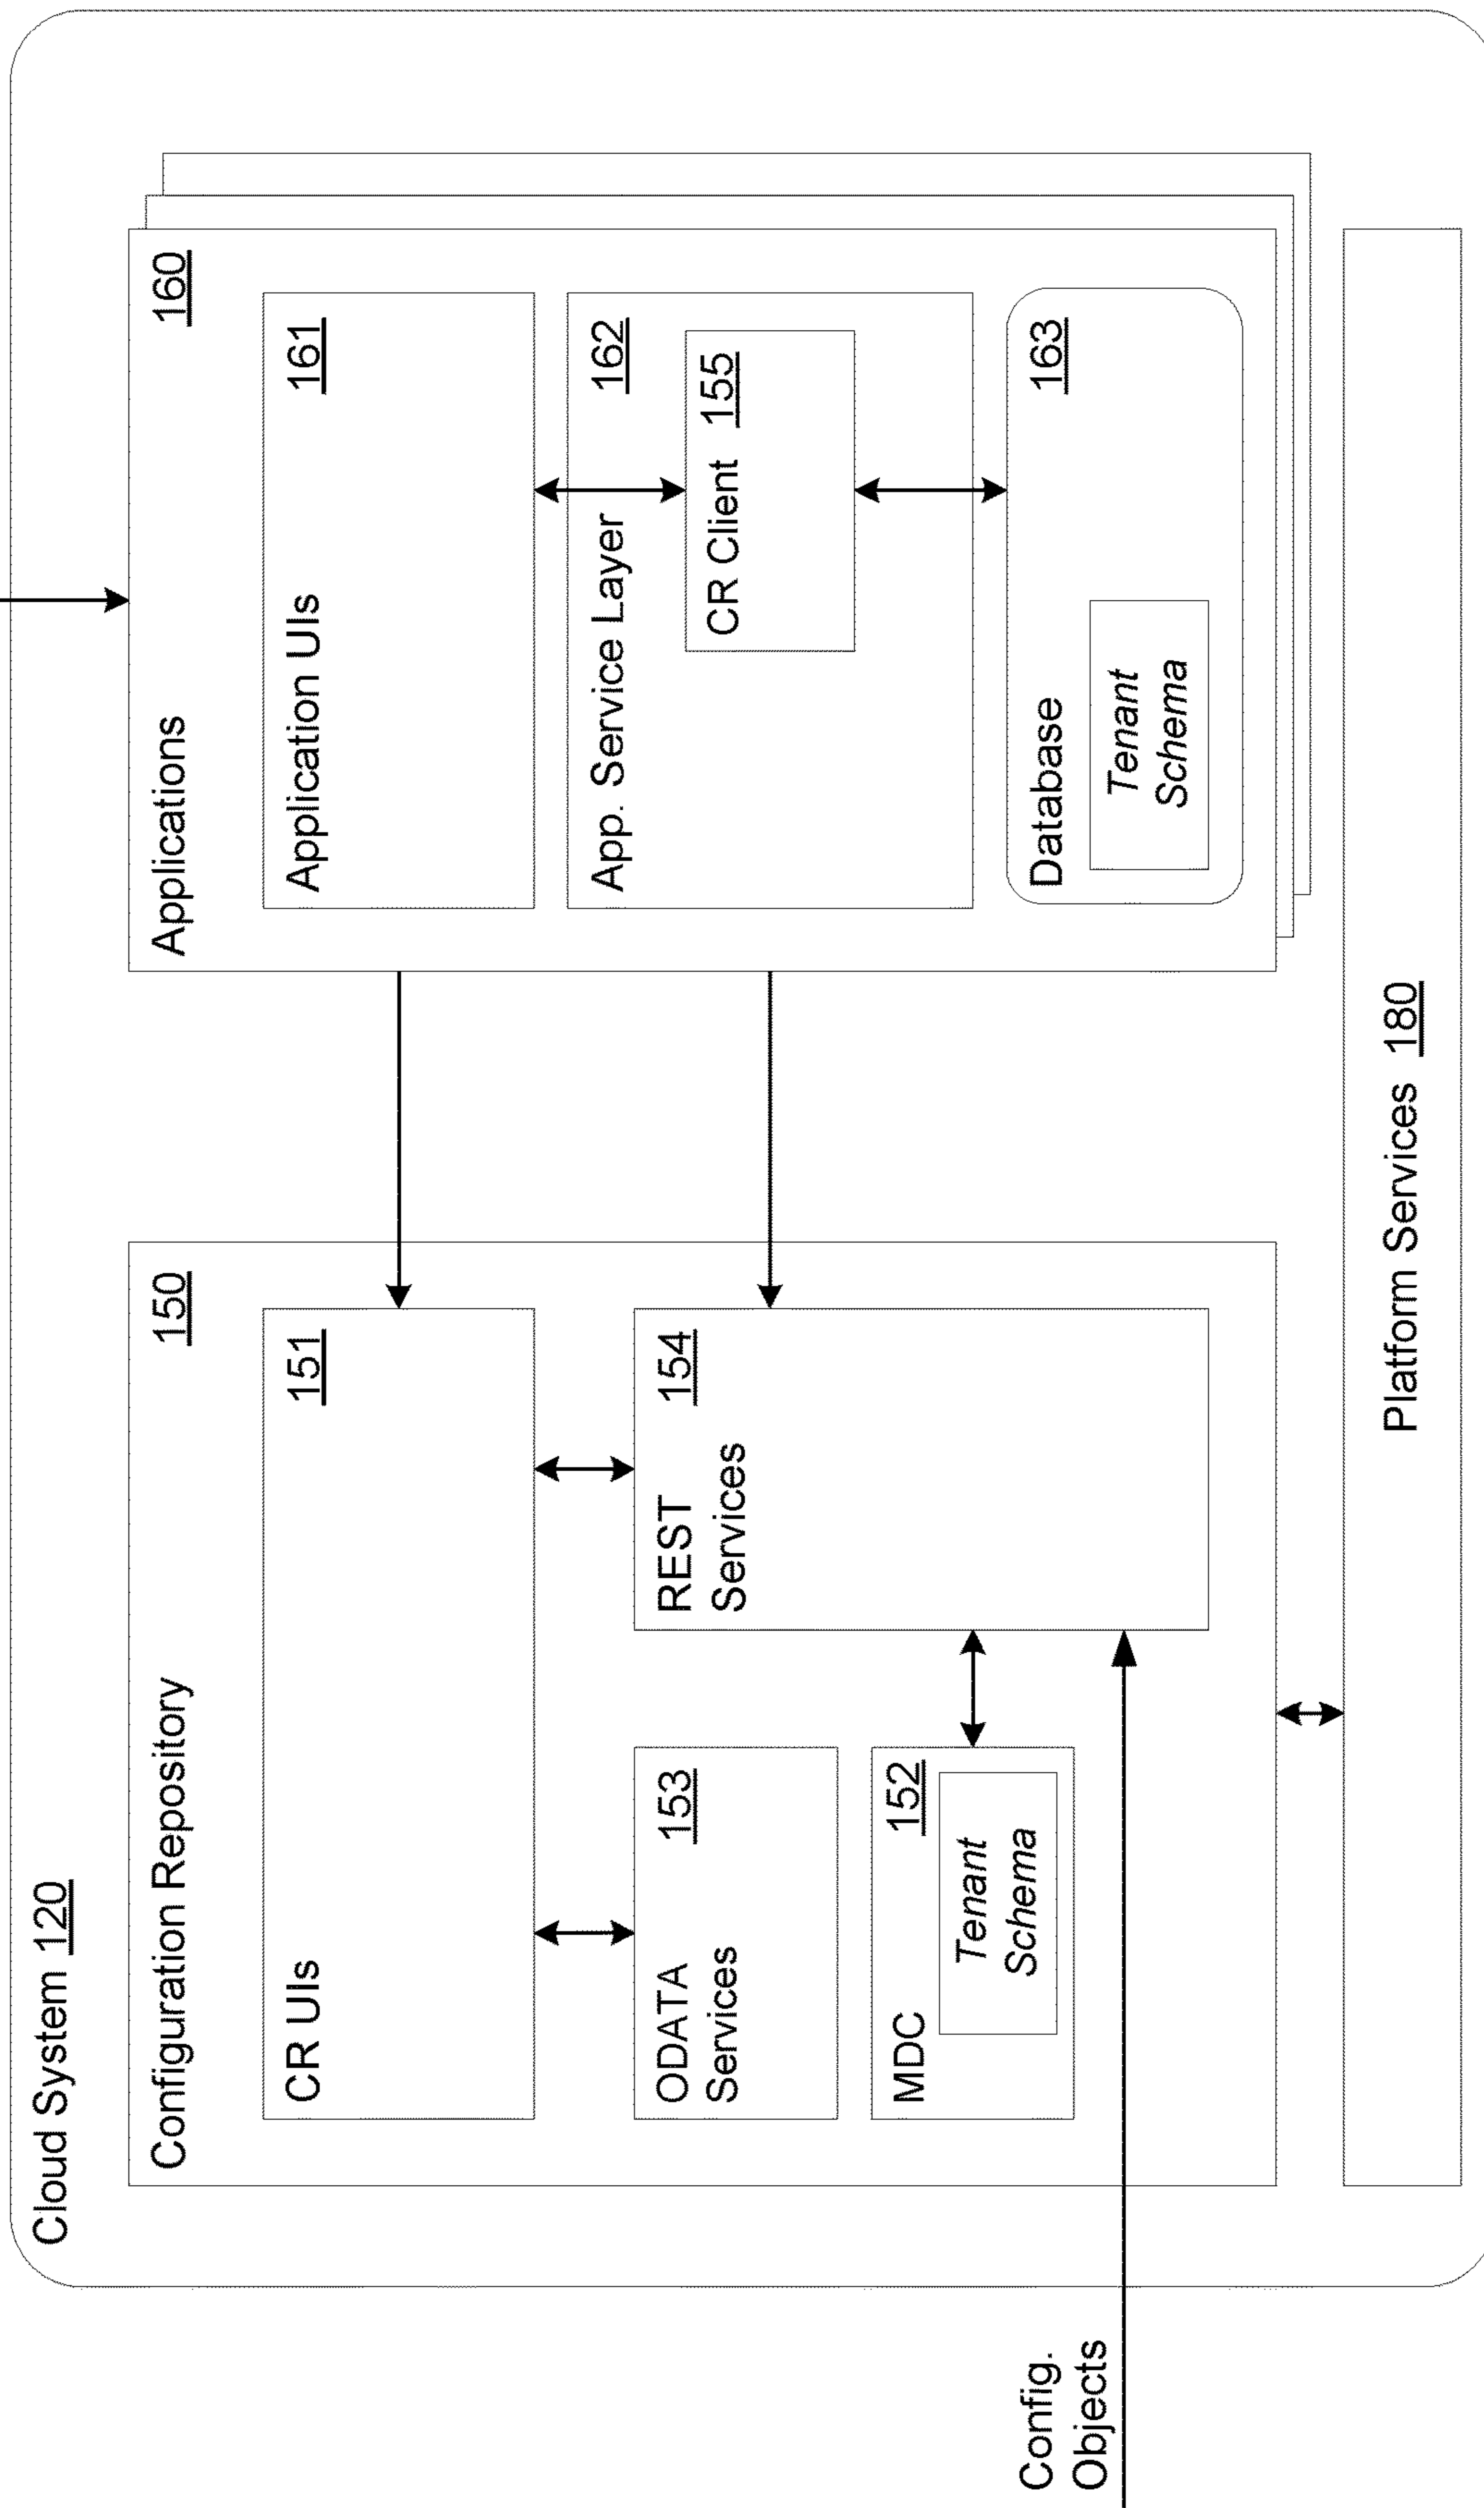 Cloud System 120
Configuration Repository 150
CR UIs 151
ODATA 153
Services
REST 154
Services
MDC 152
Tenant
Schema
Config.
Objects
Applications 160
Application UIs 161
App. Service Layer 162
CR Client 155
Database 163
Tenant
Schema
Platform Services 180